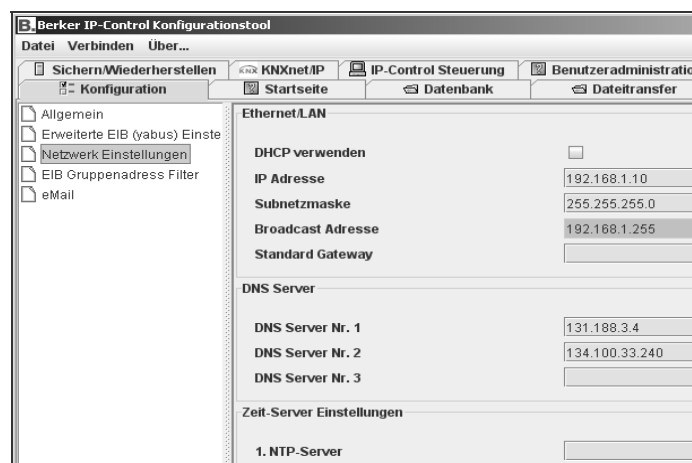 B. Berker IP-Control Konfigurationstool
Datei Verbinden Über...
Sichern/Wiederherstellen KNX KNXnet/IP IP-Control Steuerung Benutzeradministratio
Konfiguration Startseite Datenbank Dateitransfer
Allgemein
Erweiterte EIB (yabus) Einste
Netzwerk Einstellungen
EIB Gruppenadress Filter
eMail
Ethernet/LAN
DHCP verwenden
IP Adresse 192.168.1.10
Subnetzmaske 255.255.255.0
Broadcast Adresse 192.168.1.255
Standard Gateway
DNS Server
DNS Server Nr. 1 131.188.3.4
DNS Server Nr. 2 134.100.33.240
DNS Server Nr. 3
Zeit-Server Einstellungen
1. NTP-Server